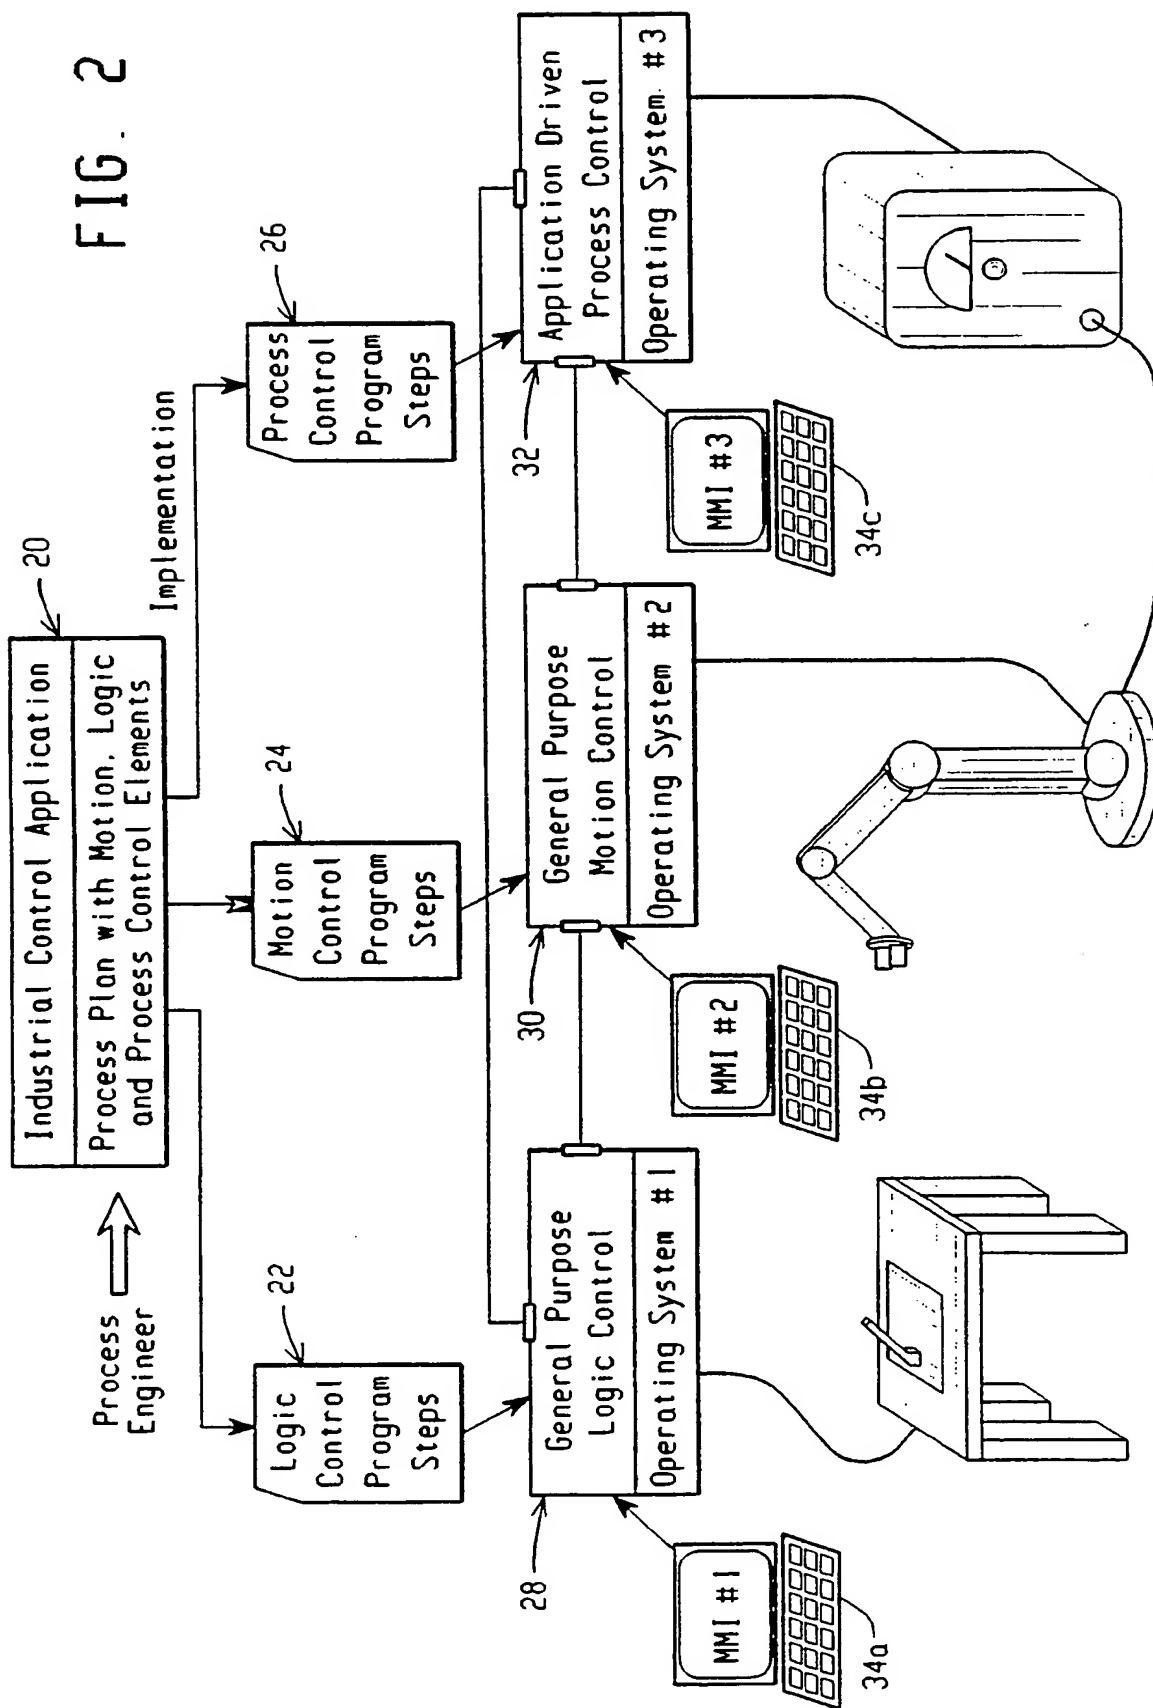 FIG. 2
Industrial Control Application
Process Plan with Motion, Logic
and Process Control Elements
20
Process
Engineer
Implementation
Logic
Control
Program
Steps
22
Motion
Control
Program
Steps
24
Process
Control
Program
Steps
26
General Purpose
Logic Control
Operating System #1
28
General Purpose
Motion Control
Operating System #2
30
Application Driven
Process Control
Operating System #3
32
MMI #1
34a
MMI #2
34b
MMI #3
34c